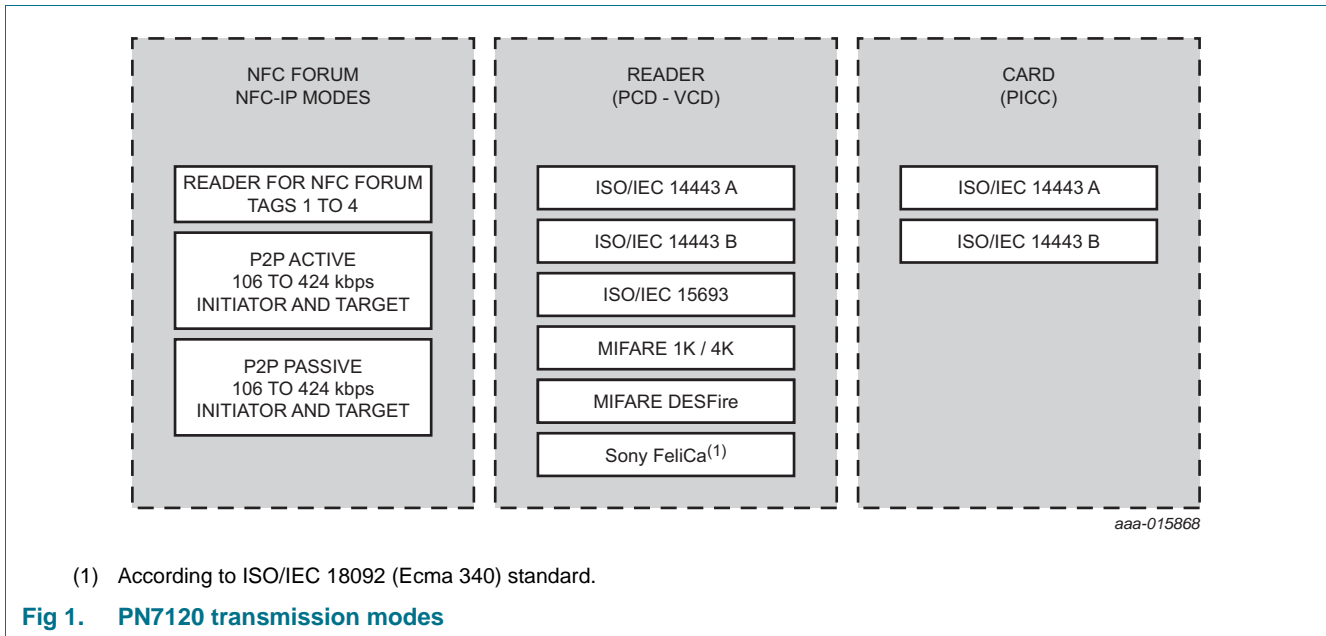 NFC FORUM
NFC-IP MODES
READER FOR NFC FORUM
TAGS 1 TO 4
P2P ACTIVE
106 TO 424 kbps
INITIATOR AND TARGET
P2P PASSIVE
106 TO 424 kbps
INITIATOR AND TARGET
READER
(PCD - VCD)
ISO/IEC 14443 A
ISO/IEC 14443 B
ISO/IEC 15693
MIFARE 1K / 4K
MIFARE DESFire
Sony FeliCa(1)
CARD
(PICC)
ISO/IEC 14443 A
ISO/IEC 14443 B
aaa-015868
(1) According to ISO/IEC 18092 (Ecma 340) standard.
Fig 1. PN7120 transmission modes